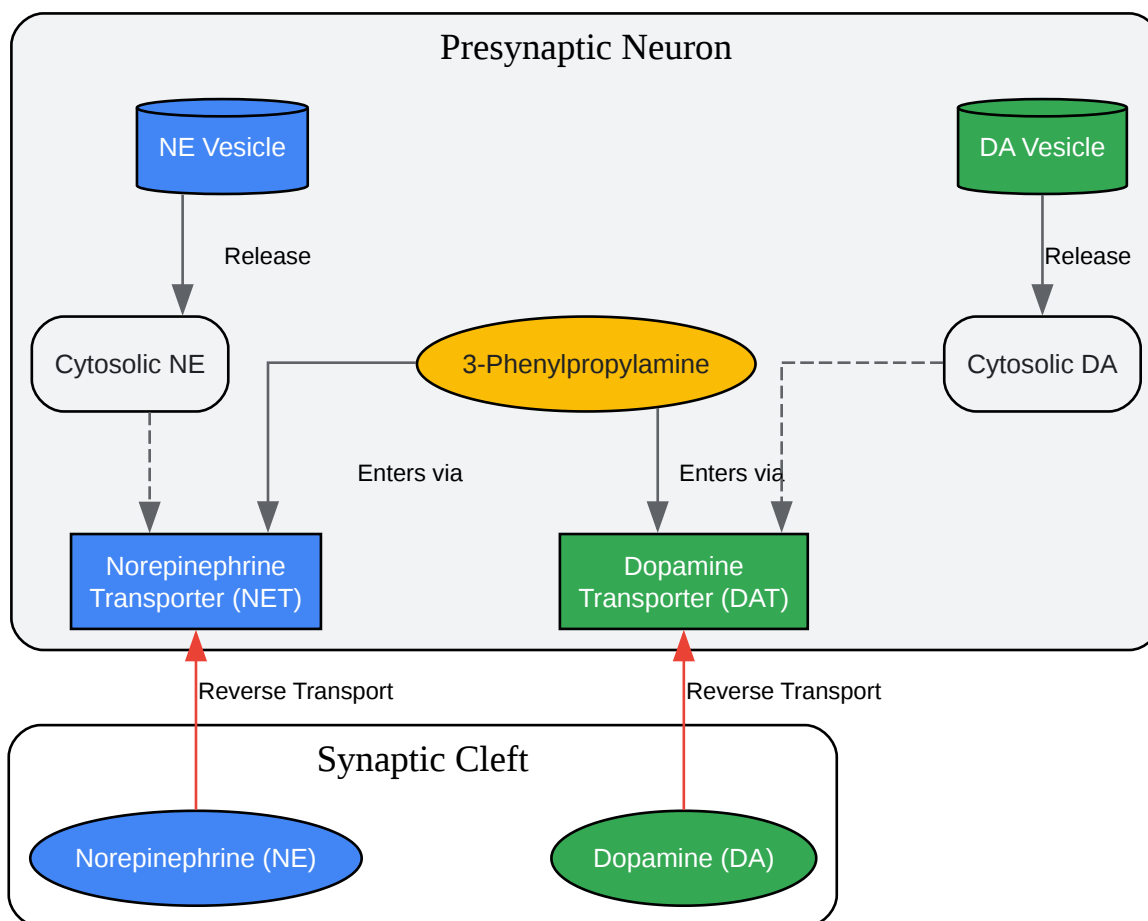 Presynaptic Neuron
NE Vesicle
DA Vesicle
Release
Release
Cytosolic NE
3-Phenylpropylamine
Cytosolic DA
Enters via
Enters via
Norepinephrine
Transporter (NET)
Dopamine
Transporter (DAT)
Reverse Transport
Reverse Transport
Synaptic Cleft
Norepinephrine (NE)
Dopamine (DA)